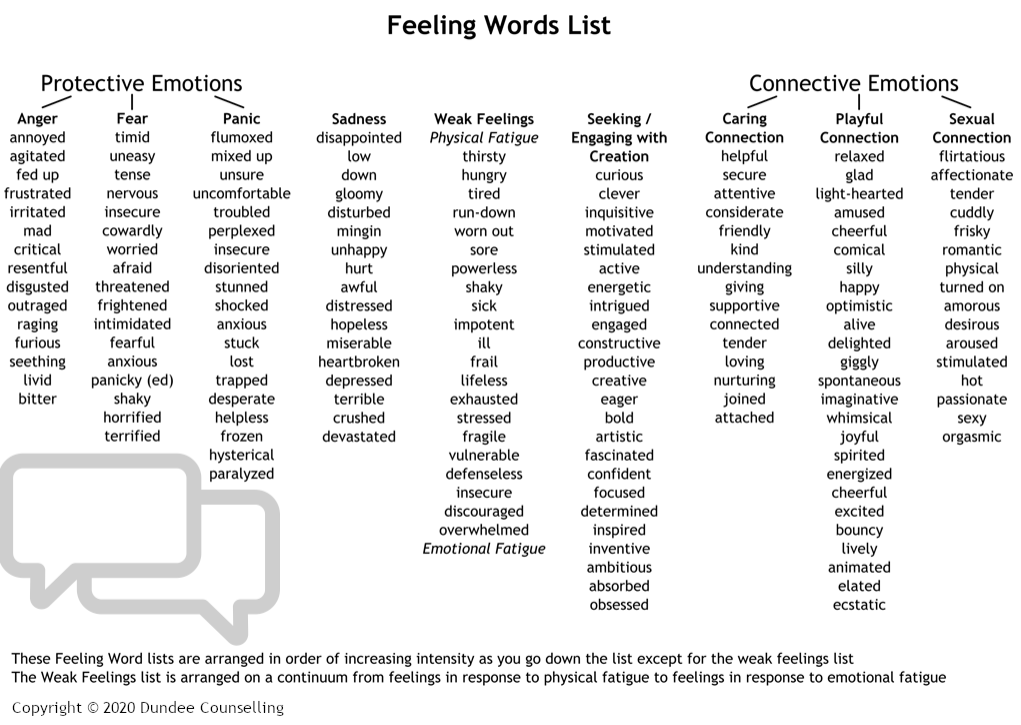 Feeling Words List
Protective Emotions
Anger
annoyed
agitated
fed up
frustrated
irritated
mad
critical
resentful
disgusted
outraged
raging
furious
seething
livid
bitter
Fear
timid
uneasy
tense
nervous
insecure
cowardly
worried
afraid
threatened
frightened
intimidated
fearful
anxious
panicky (ed)
shaky
horrified
terrified
Panic
flumoxed
mixed up
unsure
uncomfortable
troubled
perplexed
insecure
disoriented
stunned
shocked
anxious
stuck
lost
trapped
desperate
helpless
frozen
hysterical
paralyzed
Sadness
disappointed
low
down
gloomy
disturbed
mingin
unhappy
hurt
awful
distressed
hopeless
miserable
heartbroken
depressed
terrible
crushed
devastated
Weak Feelings
Physical Fatigue
thirsty
hungry
tired
run-down
worn out
sore
powerless
shaky
sick
impotent
ill
frail
lifeless
exhausted
stressed
fragile
vulnerable
defenseless
insecure
discouraged
overwhelmed
Emotional Fatigue
Seeking /
Engaging with
Creation
curious
clever
inquisitive
motivated
stimulated
active
energetic
intrigued
engaged
constructive
productive
creative
eager
bold
artistic
fascinated
confident
focused
determined
inspired
inventive
ambitious
absorbed
obsessed
Connective Emotions
Caring
Connection
helpful
secure
attentive
considerate
friendly
kind
understanding
giving
supportive
connected
tender
loving
nurturing
joined
attached
Playful
Connection
relaxed
glad
light-hearted
amused
cheerful
comical
silly
happy
optimistic
alive
delighted
giggly
spontaneous
imaginative
whimsical
joyful
spirited
energized
cheerful
excited
bouncy
lively
animated
elated
ecstatic
Sexual
Connection
flirtatious
affectionate
tender
cuddly
frisky
romantic
physical
turned on
amorous
desirous
aroused
stimulated
hot
passionate
sexy
orgasmic
These Feeling Word lists are arranged in order of increasing intensity as you go down the list except for the weak feelings list
The Weak Feelings list is arranged on a continuum from feelings in response to physical fatigue to feelings in response to emotional fatigue
Copyright © 2020 Dundee Counselling